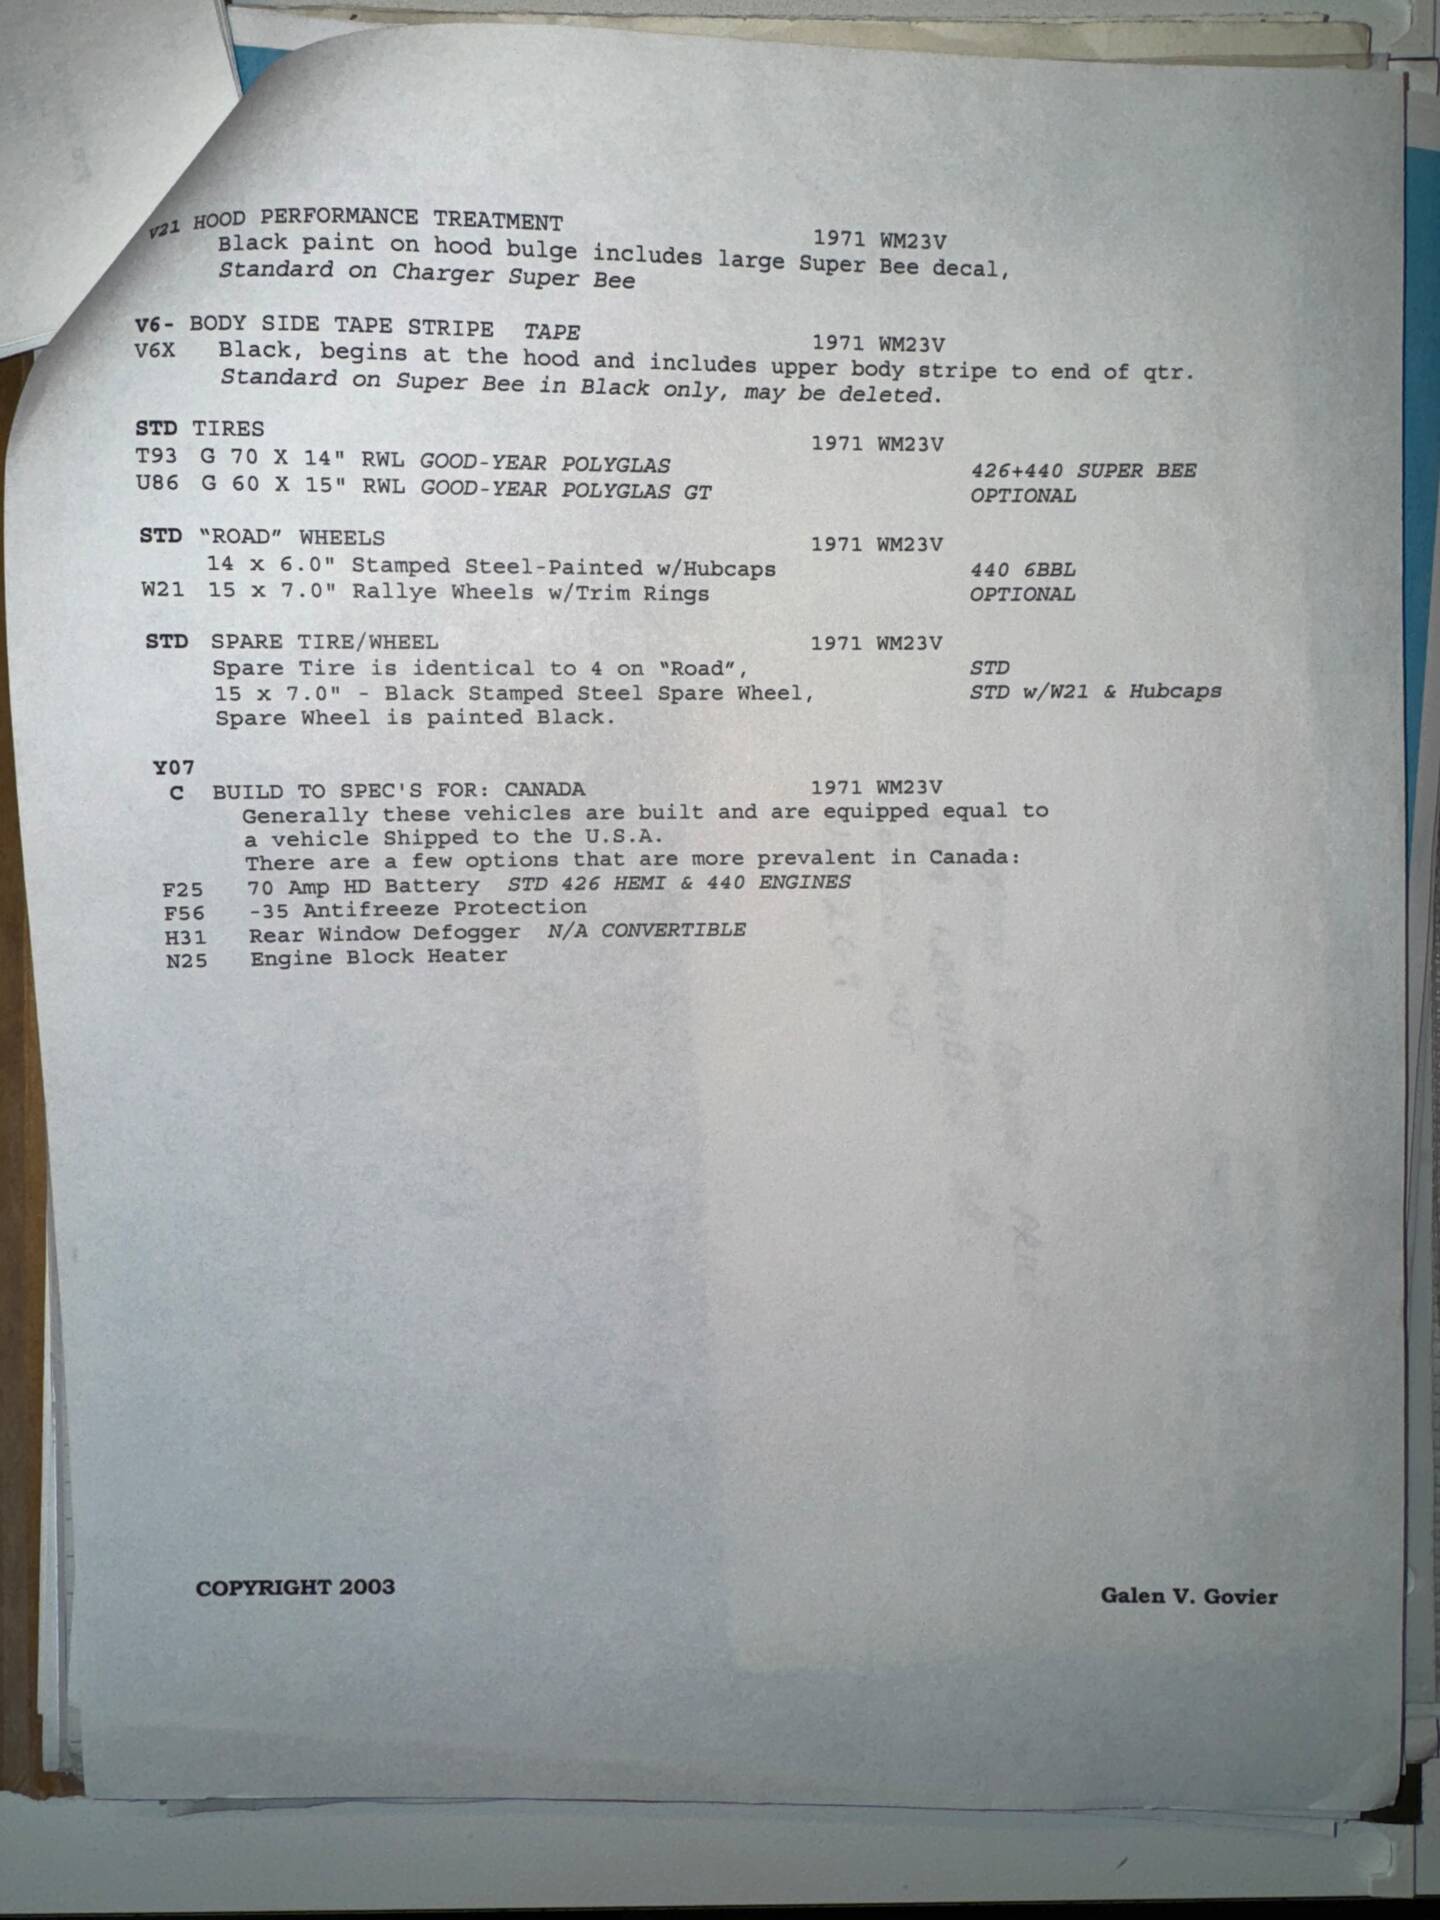 V21 HOOD PERFORMANCE TREATMENT 1971 WM23V
Black paint on hood bulge includes large Super Bee decal,
Standard on Charger Super Bee
V6- BODY SIDE TAPE STRIPE TAPE 1971 WM23V
V6X Black, begins at the hood and includes upper body stripe to end of qtr.
Standard on Super Bee in Black only, may be deleted.
STD TIRES 1971 WM23V
T93 G 70 X 14" RWL GOOD-YEAR POLYGLAS 426+440 SUPER BEE
U86 G 60 X 15" RWL GOOD-YEAR POLYGLAS GT OPTIONAL
STD “ROAD” WHEELS 1971 WM23V
14 x 6.0" Stamped Steel-Painted w/Hubcaps 440 6BBL
W21 15 x 7.0" Rallye Wheels w/Trim Rings OPTIONAL
STD SPARE TIRE/WHEEL 1971 WM23V
Spare Tire is identical to 4 on “Road”, STD
15 x 7.0" - Black Stamped Steel Spare Wheel, STD w/W21 & Hubcaps
Spare Wheel is painted Black.
Y07
C BUILD TO SPEC'S FOR: CANADA 1971 WM23V
Generally these vehicles are built and are equipped equal to
a vehicle Shipped to the U.S.A.
There are a few options that are more prevalent in Canada:
F25 70 Amp HD Battery STD 426 HEMI & 440 ENGINES
F56 -35 Antifreeze Protection
H31 Rear Window Defogger N/A CONVERTIBLE
N25 Engine Block Heater
COPYRIGHT 2003 Galen V. Govier